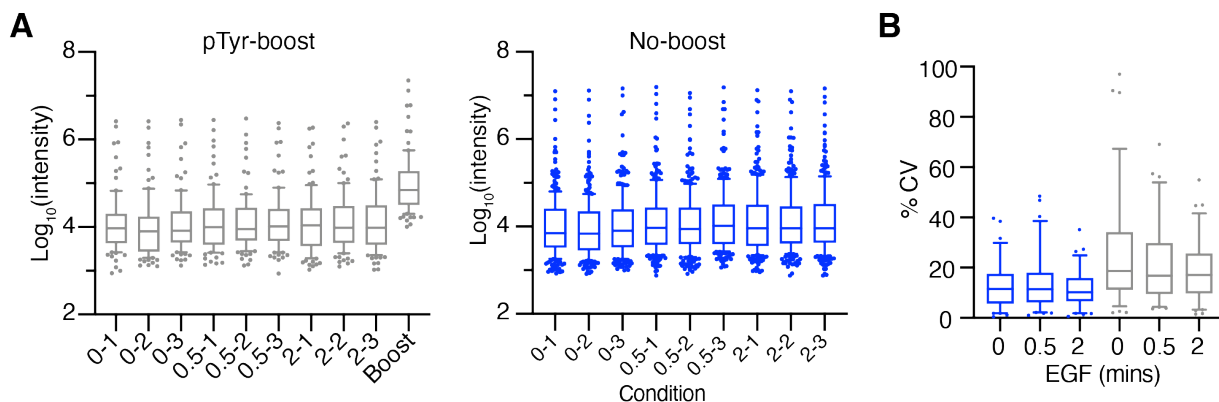 A
pTyr-boost
Log10(intensity)
8
6
4
2
0-1 0-2 0-3 0.5-1 0.5-2 0.5-3 2-1 2-2 2-3 Boost
No-boost
Log10(intensity)
8
6
4
2
0-1 0-2 0-3 0.5-1 0.5-2 0.5-3 2-1 2-2 2-3
Condition
B
% CV
100
80
60
40
20
0
0 0.5 2 0 0.5 2
EGF (mins)